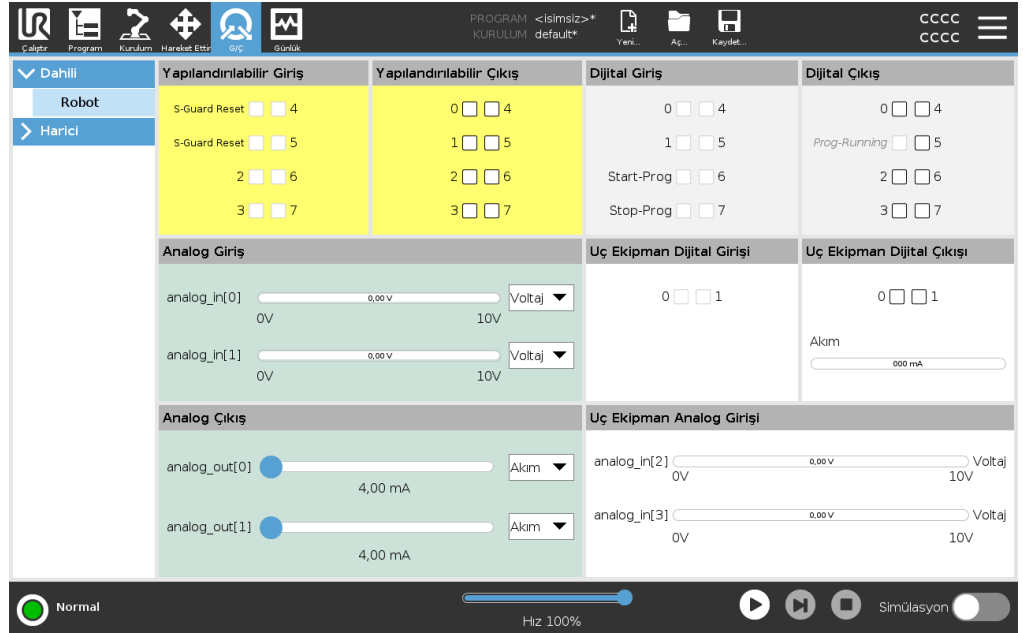 PROGRAM <isimsiz>*
KURULUM default*
Çalıştır Program Kurulum Hareket Ettir G/Ç Günlük
Yeni... Aç... Kaydet...
CCCC
CCCC
Dahili
Robot
Harici
Yapılandırılabilir Giriş
S-Guard Reset 4
S-Guard Reset 5
2 6
3 7
Yapılandırılabilir Çıkış
0 4
1 5
2 6
3 7
Dijital Giriş
0 4
1 5
Start-Prog 6
Stop-Prog 7
Dijital Çıkış
0 4
Prog-Running 5
2 6
3 7
Analog Giriş
analog_in[0] 0,00 V Voltaj
0V 10V
analog_in[1] 0,00 V Voltaj
0V 10V
Uç Ekipman Dijital Girişi
0 1
Uç Ekipman Dijital Çıkışı
0 1
Akım
000 mA
Analog Çıkış
analog_out[0] Akım
4,00 mA
analog_out[1] Akım
4,00 mA
Uç Ekipman Analog Girişi
analog_in[2] 0,00 V Voltaj
0V 10V
analog_in[3] 0,00 V Voltaj
0V 10V
Normal
Hız 100%
Simülasyon